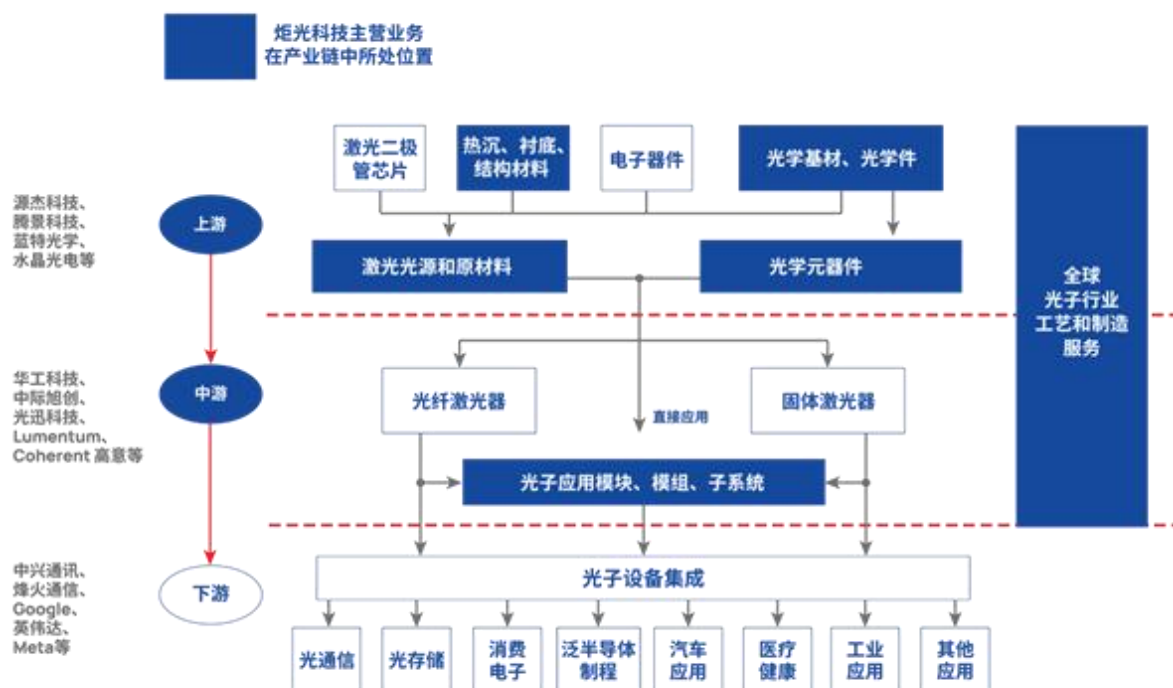 炬光科技主营业务
在产业链中所处位置
激光二极
管芯片
热沉、衬底、
结构材料
电子器件
光学基材、光学件
源杰科技、
腾景科技、
蓝特光学、
水晶光电等
上游
激光光源和原材料
光学元器件
全球
光子行业
工艺和制造
服务
华工科技、
中际旭创、
光迅科技、
Lumentum、
Coherent 高意等
中游
光纤激光器
固体激光器
直接应用
光子应用模块、模组、子系统
中兴通讯、
烽火通信、
Google、
英伟达、
Meta等
下游
光子设备集成
光通信
光存储
消费
电子
泛半导体
制程
汽车
应用
医疗
健康
工业
应用
其他
应用